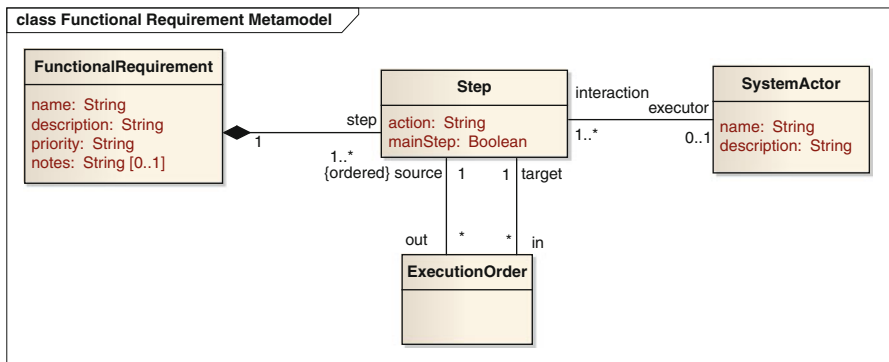 class Functional Requirement Metamodel
FunctionalRequirement
name: String
description: String
priority: String
notes: String [0..1]
1
step
1..*
{ordered}
Step
action: String
mainStep: Boolean
interaction
1..*
executor
0..1
SystemActor
name: String
description: String
source
1
1
target
out
*
*
in
ExecutionOrder